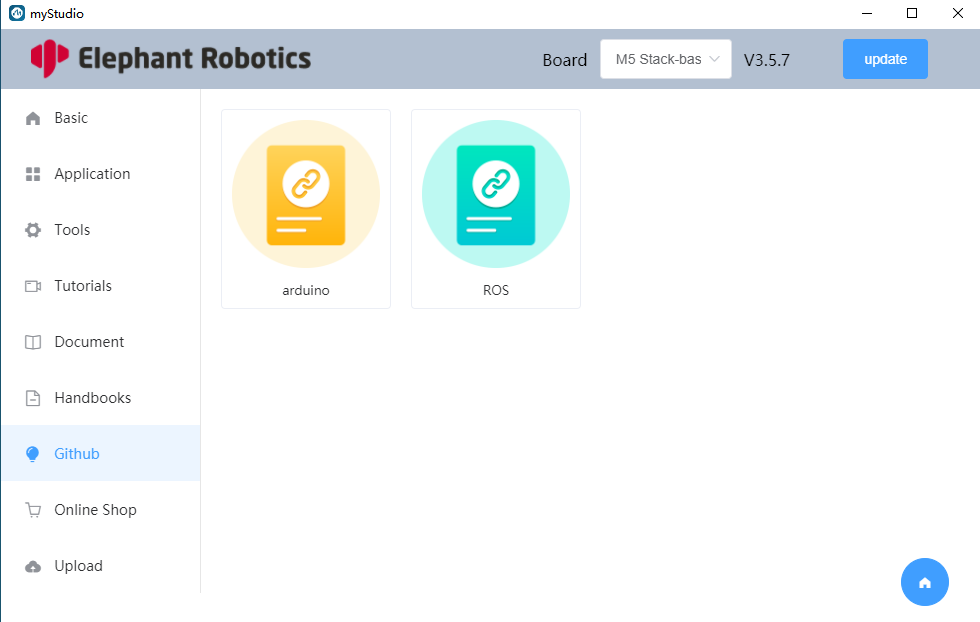 myStudio
Elephant Robotics
Board
M5 Stack-bas
V3.5.7
update
Basic
Application
Tools
Tutorials
Document
Handbooks
Github
Online Shop
Upload
arduino
ROS